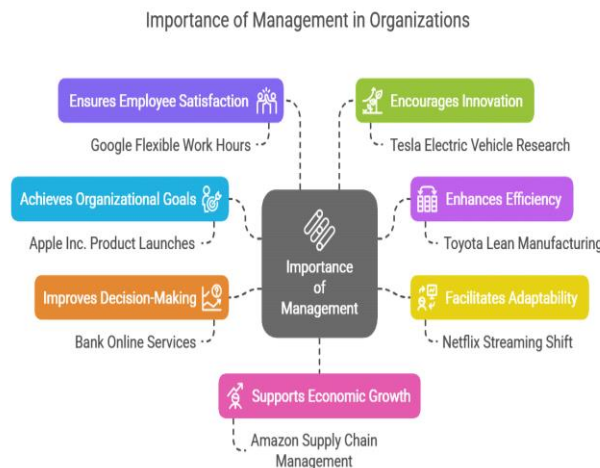 Importance of Management in Organizations
Ensures Employee Satisfaction
Google Flexible Work Hours
Encourages Innovation
Tesla Electric Vehicle Research
Achieves Organizational Goals
Apple Inc. Product Launches
Importance
of
Management
Enhances Efficiency
Toyota Lean Manufacturing
Improves Decision-Making
Bank Online Services
Facilitates Adaptability
Netflix Streaming Shift
Supports Economic Growth
Amazon Supply Chain
Management